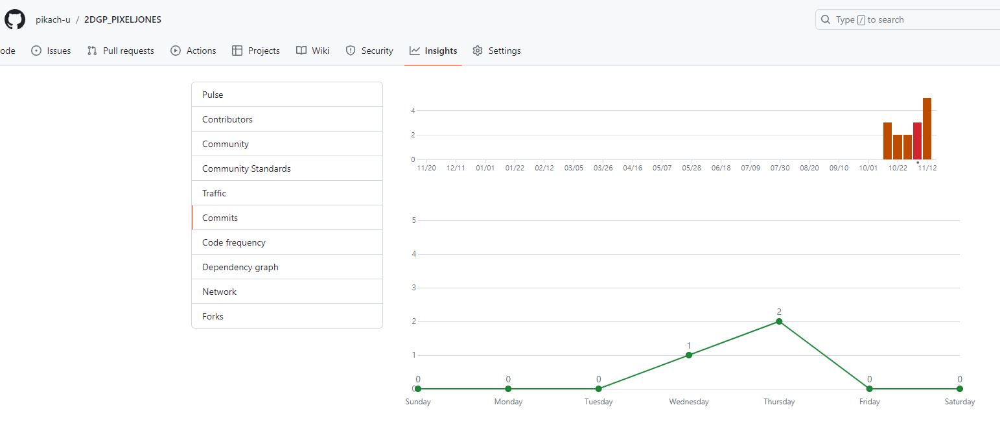 pikach-u / 2DGP_PIXELJONES
Type / to search
ode Issues Pull requests Actions Projects Wiki Security Insights Settings
Pulse
Contributors
Community
Community Standards
Traffic
Commits
Code frequency
Dependency graph
Network
Forks
4
2
0
11/20 12/11 01/01 01/22 02/12 03/05 03/26 04/16 05/07 05/28 06/18 07/09 07/30 08/20 09/10 10/01 10/22 11/12
5
4
3
2
2
1
1
0 0 0 0 0
0
Sunday Monday Tuesday Wednesday Thursday Friday Saturday